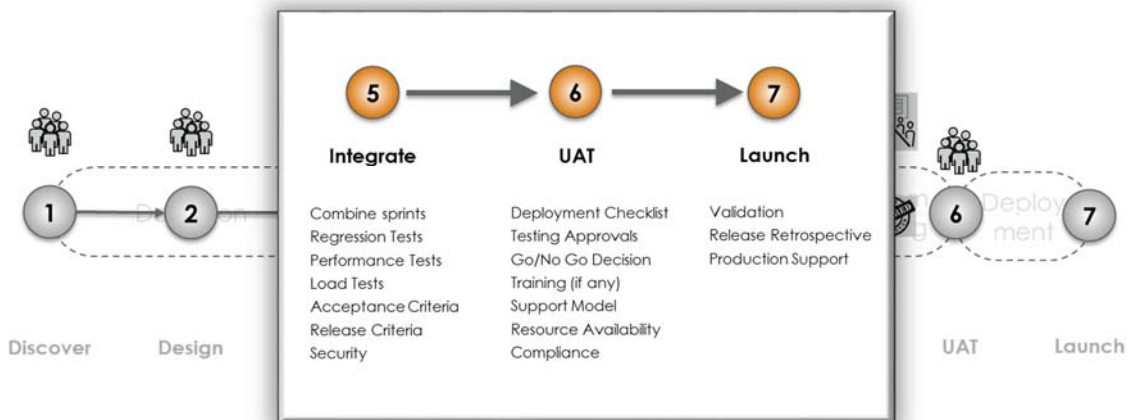 5
6
7
Integrate
UAT
Launch
Combine sprints
Regression Tests
Performance Tests
Load Tests
Acceptance Criteria
Release Criteria
Security
Deployment Checklist
Testing Approvals
Go/No Go Decision
Training (if any)
Support Model
Resource Availability
Compliance
Validation
Release Retrospective
Production Support
1
2
6
Deploy
ment
7
Discover
Design
UAT
Launch